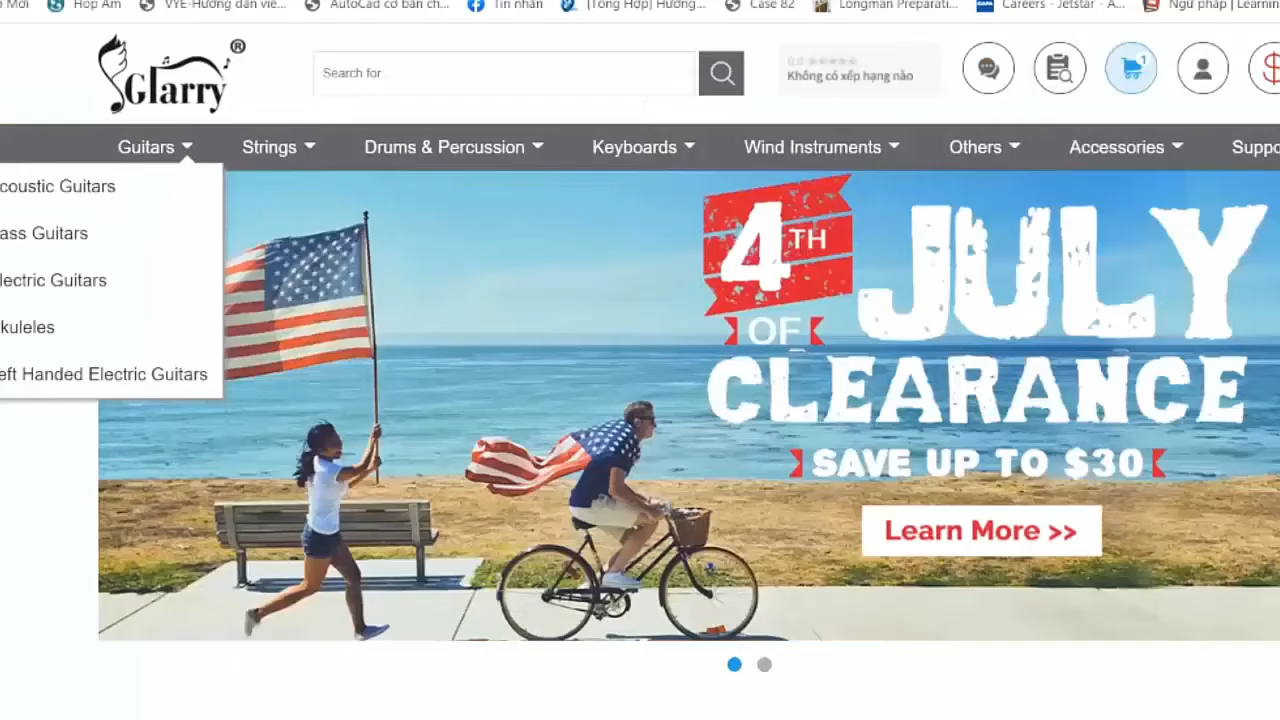 Mới
Hợp Âm
VYE-Hướng dẫn viê...
AutoCad cơ bản ch...
Tin nhắn
[Tổng Hợp] Hướng...
Case 82
Longman Preparati...
Careers - Jetstar - A...
Ngữ pháp | Learnin
Glarry ®
Search for
0.0 ★★★★★
Không có xếp hạng nào
1
$
Guitars
Strings
Drums & Percussion
Keyboards
Wind Instruments
Others
Accessories
Suppo
coustic Guitars
ass Guitars
lectric Guitars
kuleles
eft Handed Electric Guitars
4TH
OF
JULY
CLEARANCE
SAVE UP TO $30
Learn More >>